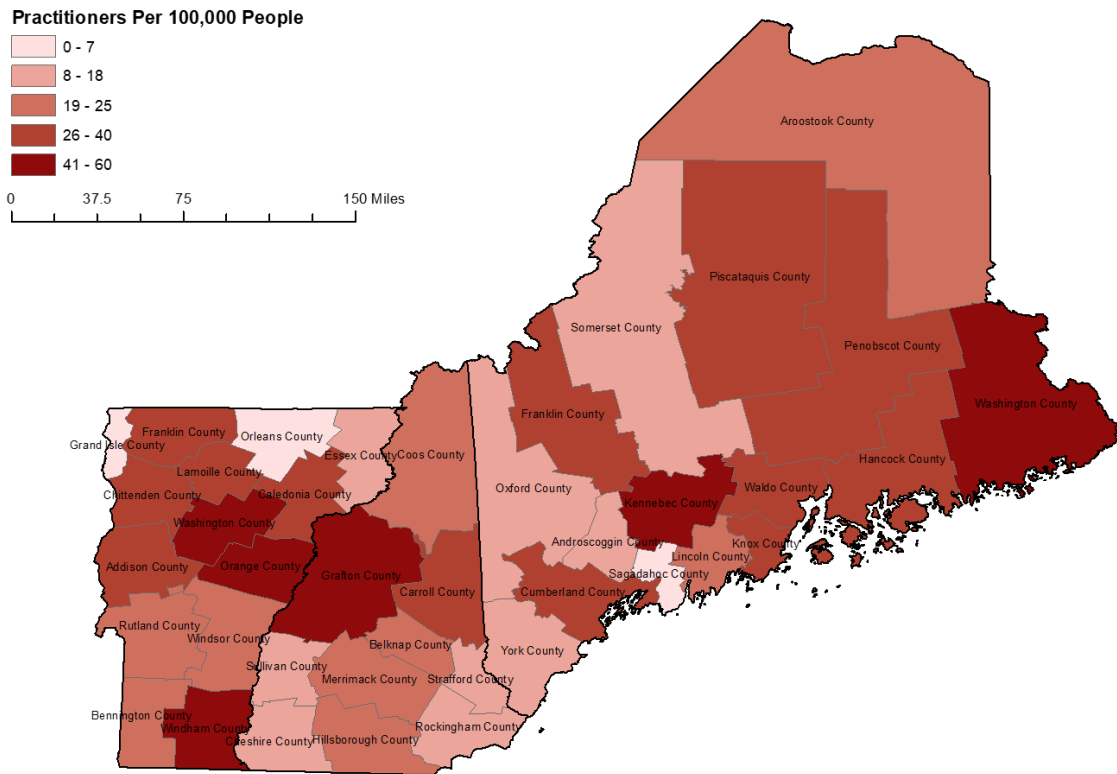 Practitioners Per 100,000 People
0 - 7
8 - 18
19 - 25
26 - 40
41 - 60
0 37.5 75 150 Miles
Aroostook County
Piscataquis County
Somerset County
Penobscot County
Washington County
Franklin County
Franklin County
Orleans County
Grand Isle County
Essex County
Coos County
Hancock County
Lamoille County
Chittenden County
Caledonia County
Oxford County
Waldo County
Kennebec County
Washington County
Androscoggin County
Knox County
Lincoln County
Addison County
Orange County
Grafton County
Sagadahoc County
Carroll County
Cumberland County
Rutland County
Windsor County
Belknap County
York County
Sullivan County
Merrimack County
Strafford County
Bennington County
Windham County
Cheshire County
Hillsborough County
Rockingham County